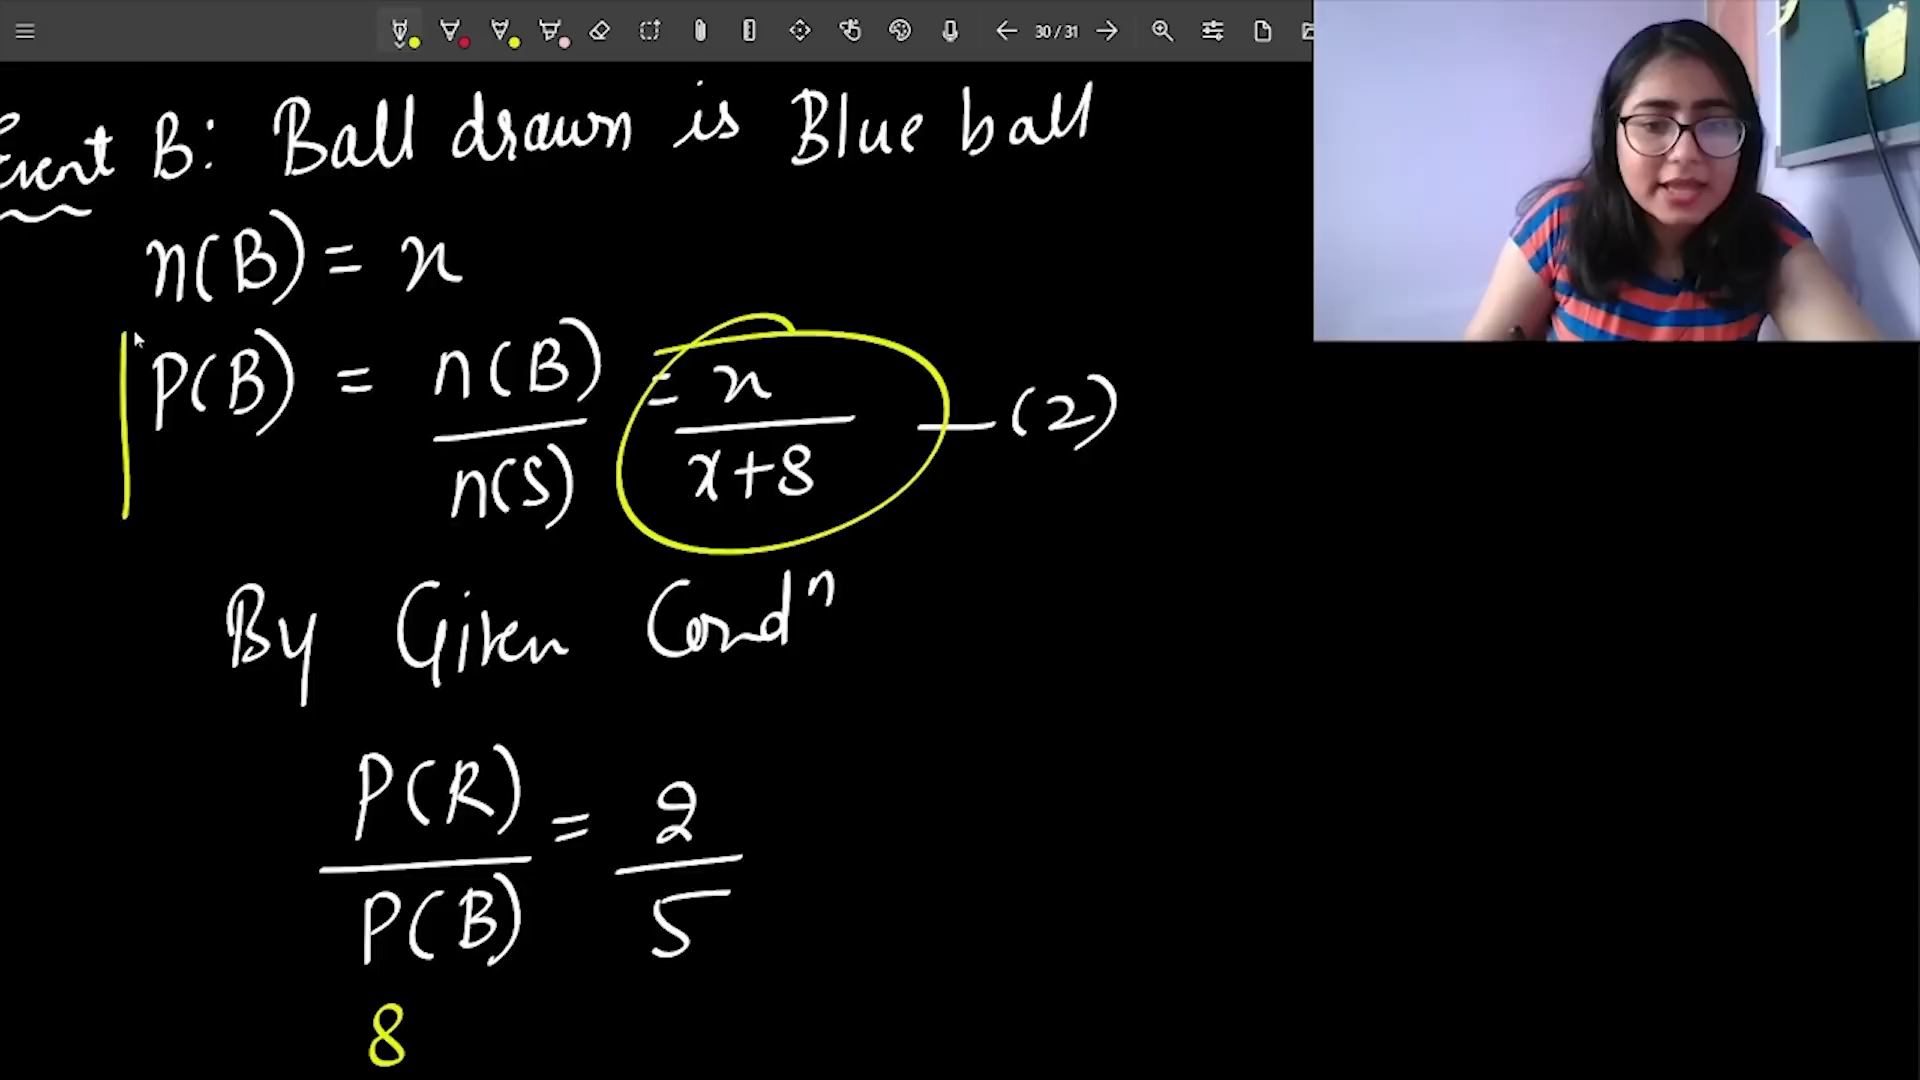 30 / 31
Event B: Ball drawn is Blue ball
n(B) = x
P(B) = n(B)/n(S) = x/x+8 —(2)
By Given Condⁿ
P(R)/P(B) = 2/5
8